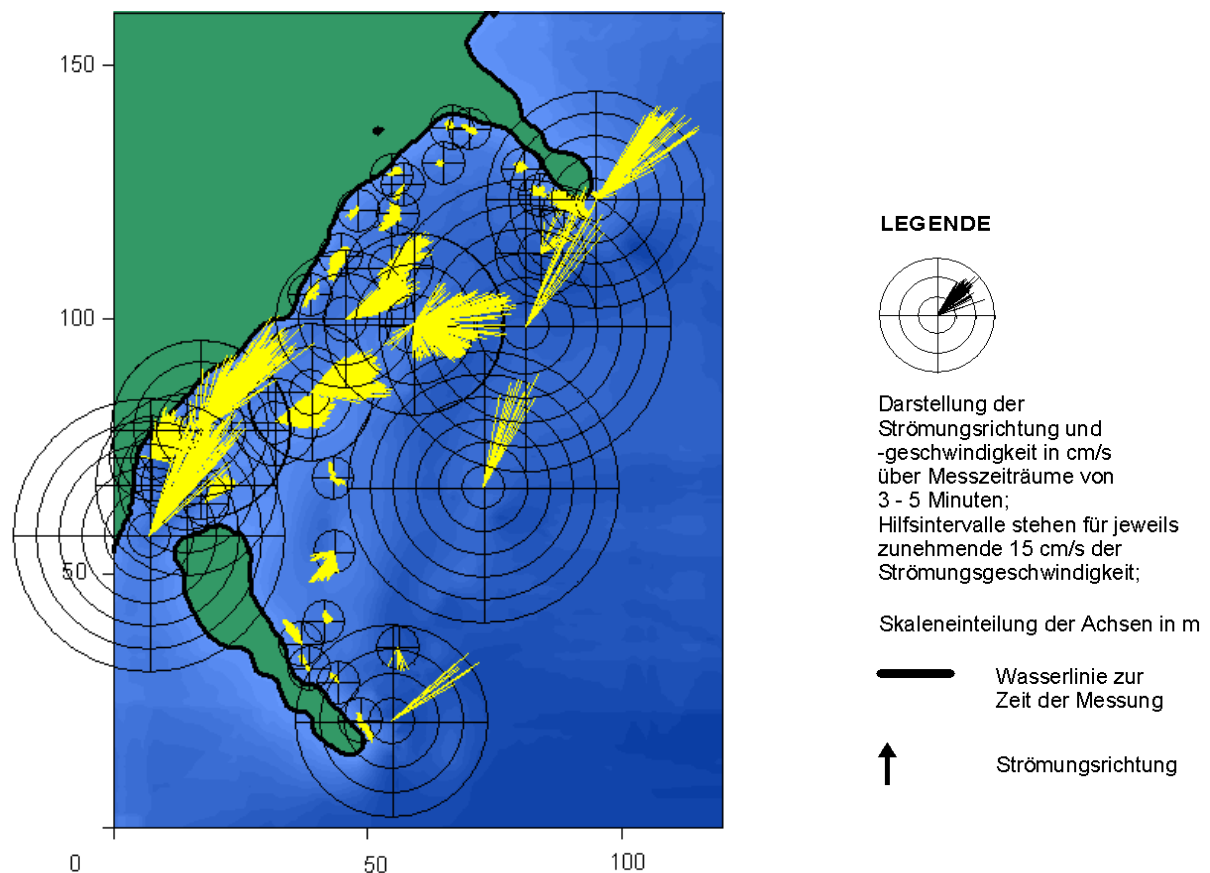 150
100
50
0
50
100
LEGENDE
Darstellung der
Strömungsrichtung und
-geschwindigkeit in cm/s
über Messzeiträume von
3 - 5 Minuten;
Hilfsintervalle stehen für jeweils
zunehmende 15 cm/s der
Strömungsgeschwindigkeit;
Skaleneinteilung der Achsen in m
Wasserlinie zur
Zeit der Messung
Strömungsrichtung